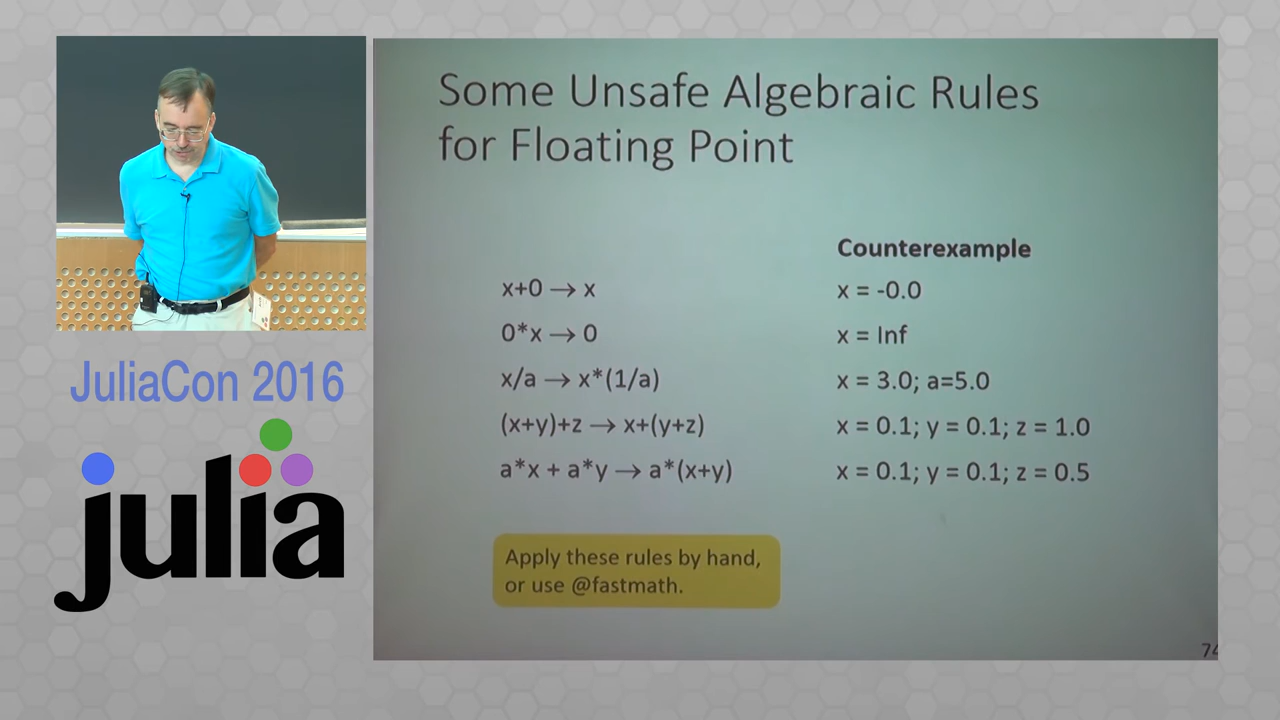 Some Unsafe Algebraic Rules
for Floating Point
Counterexample
x+0 → x
x = -0.0
0*x → 0
x = Inf
x/a → x*(1/a)
x = 3.0; a=5.0
(x+y)+z → x+(y+z)
x = 0.1; y = 0.1; z = 1.0
a*x + a*y → a*(x+y)
x = 0.1; y = 0.1; z = 0.5
Apply these rules by hand,
or use @fastmath.
74
JuliaCon 2016
julia